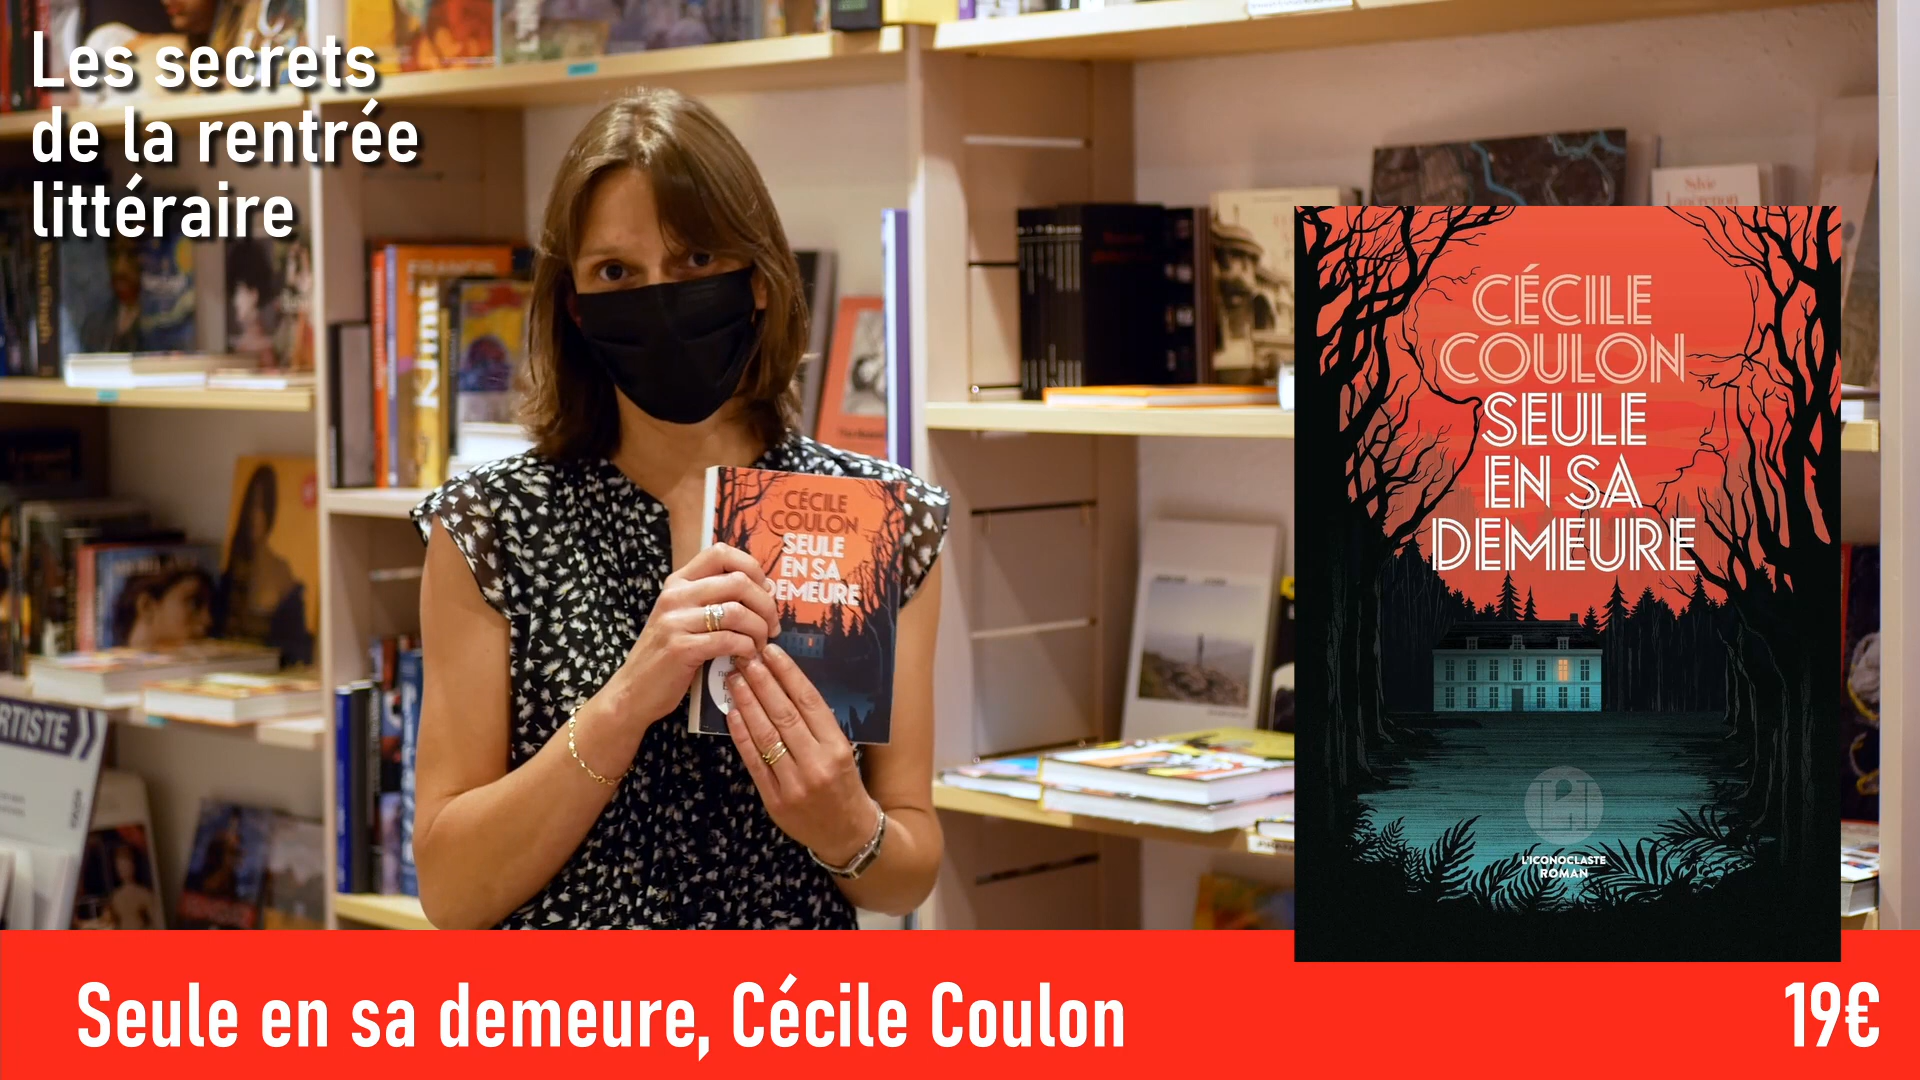 Les secrets
de la rentrée
littéraire
RTISTE
CÉCILE
COULON
SEULE
EN SA
DEMEURE
CÉCILE
COULON
SEULE
EN SA
DEMEURE
L'ICONOCLASTE
ROMAN
Seule en sa demeure, Cécile Coulon
19€